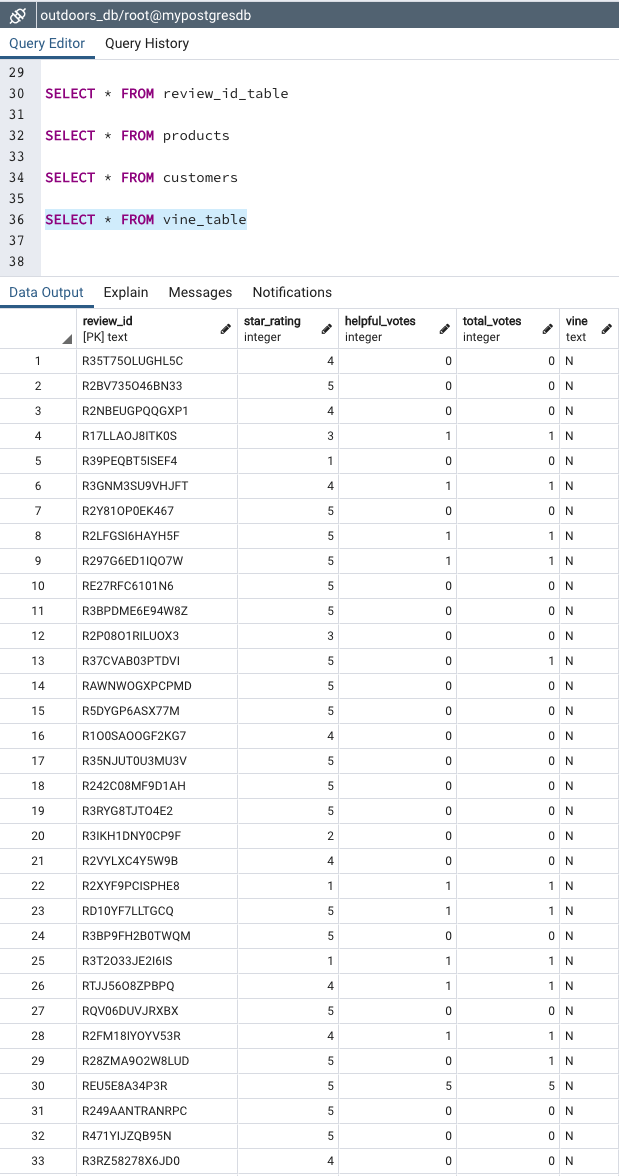 outdoors_db/root@mypostgresdb
Query Editor Query History
29
30 SELECT * FROM review_id_table
31
32 SELECT * FROM products
33
34 SELECT * FROM customers
35
36 SELECT * FROM vine_table
37
38
Data Output Explain Messages Notifications
review_id star_rating helpful_votes total_votes vine
[PK] text integer integer integer text
1 R35T75OLUGHL5C 4 0 0 N
2 R2BV735O46BN33 5 0 0 N
3 R2NBEUGPQQGXP1 4 0 0 N
4 R17LLAOJ8ITK0S 3 1 1 N
5 R39PEQBT5ISEF4 1 0 0 N
6 R3GNM3SU9VHJFT 4 1 1 N
7 R2Y81OP0EK467 5 0 0 N
8 R2LFGSI6HAYH5F 5 1 1 N
9 R297G6ED1IQO7W 5 1 1 N
10 RE27RFC6101N6 5 0 0 N
11 R3BPDME6E94W8Z 5 0 0 N
12 R2P08O1RILUOX3 3 0 0 N
13 R37CVAB03PTDVI 5 0 1 N
14 RAWNWOGXPCPMD 5 0 0 N
15 R5DYGP6ASX77M 5 0 0 N
16 R1O0SAOOGF2KG7 4 0 0 N
17 R35NJUT0U3MU3V 5 0 0 N
18 R242C08MF9D1AH 5 0 0 N
19 R3RYG8TJTO4E2 5 0 0 N
20 R3IKH1DNY0CP9F 2 0 0 N
21 R2VYLXC4Y5W9B 4 0 0 N
22 R2XYF9PCISPHE8 1 1 1 N
23 RD10YF7LLTGCQ 5 1 1 N
24 R3BP9FH2B0TWQM 5 0 0 N
25 R3T2O33JE2I6IS 1 1 1 N
26 RTJJ56O8ZPBPQ 4 1 1 N
27 RQV06DUVJRXBX 5 0 0 N
28 R2FM18IYOYV53R 4 1 1 N
29 R28ZMA9O2W8LUD 5 0 1 N
30 REU5E8A34P3R 5 5 5 N
31 R249AANTRANRPC 5 0 0 N
32 R471YIJZQB95N 5 0 0 N
33 R3RZ58278X6JD0 4 0 0 N